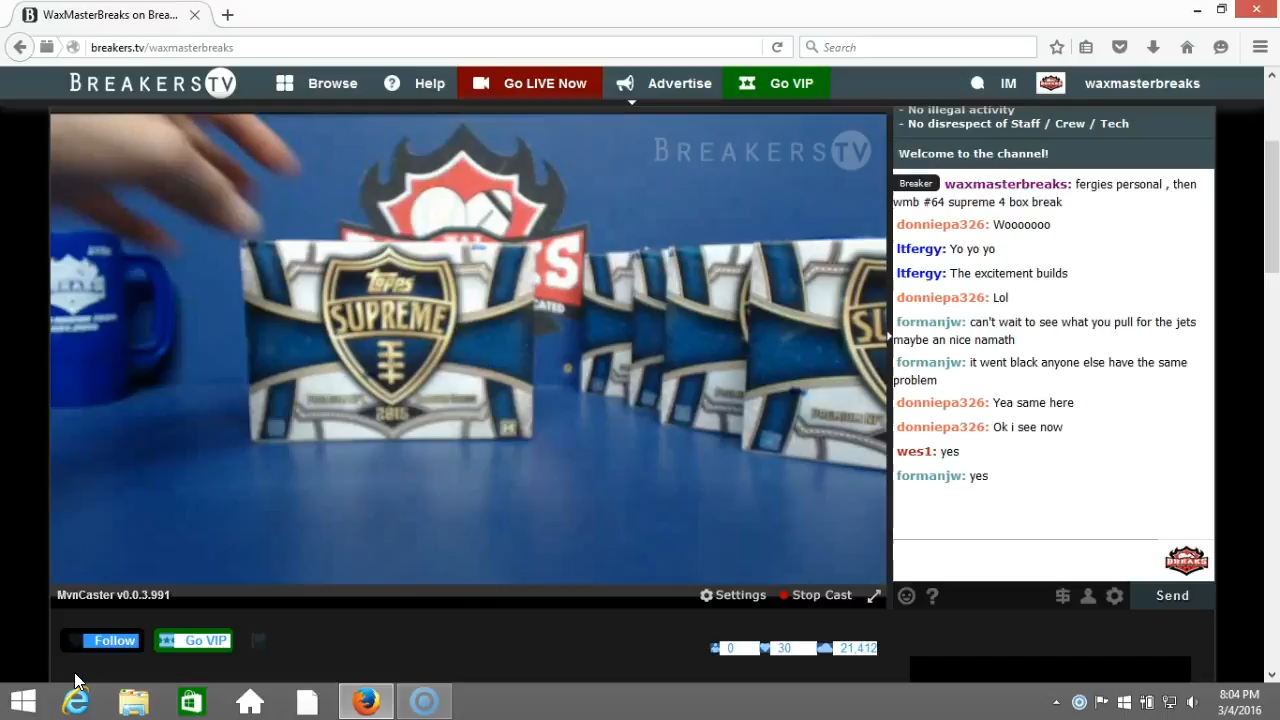 WaxMasterBreaks on Brea...
breakers.tv/waxmasterbreaks
Search
BREAKERSTV
Browse
Help
Go LIVE Now
Advertise
Go VIP
IM
waxmasterbreaks
BREAKERSTV
Topps
SUPREME
SU
- No illegal activity
- No disrespect of Staff / Crew / Tech
Welcome to the channel!
Breaker waxmasterbreaks: fergies personal , then
wmb #64 supreme 4 box break
donniepa326: Wooooooo
ltfergy: Yo yo yo
ltfergy: The excitement builds
donniepa326: Lol
formanjw: can't wait to see what you pull for the jets
maybe an nice namath
formanjw: it went black anyone else have the same
problem
donniepa326: Yea same here
donniepa326: Ok i see now
wes1: yes
formanjw: yes
BREAKS
Send
MvnCaster v0.0.3.991
Settings
Stop Cast
Follow
Go VIP
0
30
21,412
8:04 PM
3/4/2016